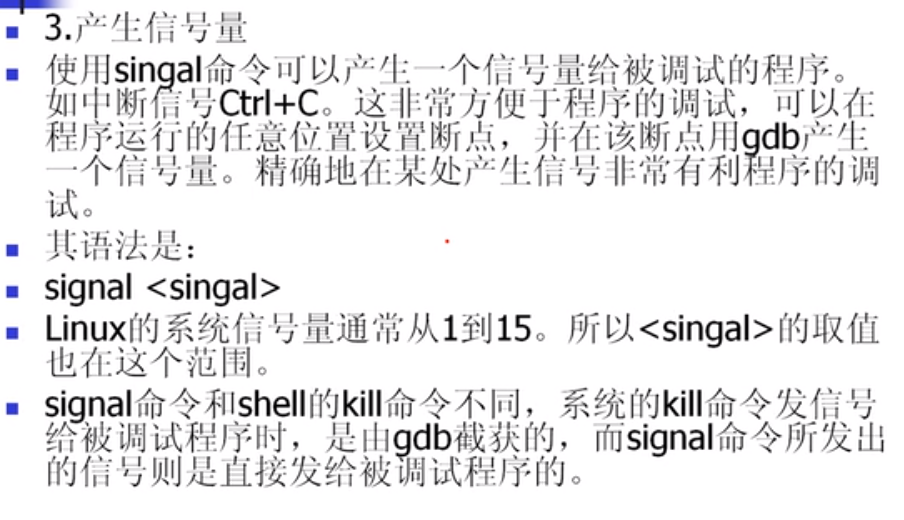 3.产生信号量
使用singal命令可以产生一个信号量给被调试的程序。
如中断信号Ctrl+C。这非常方便于程序的调试，可以在
程序运行的任意位置设置断点，并在该断点用gdb产生
一个信号量。精确地在某处产生信号非常有利程序的调
试。
其语法是：
signal <singal>
Linux的系统信号量通常从1到15。所以<singal>的取值
也在这个范围。
signal命令和shell的kill命令不同，系统的kill命令发信号
给被调试程序时，是由gdb截获的，而signal命令所发出
的信号则是直接发给被调试程序的。